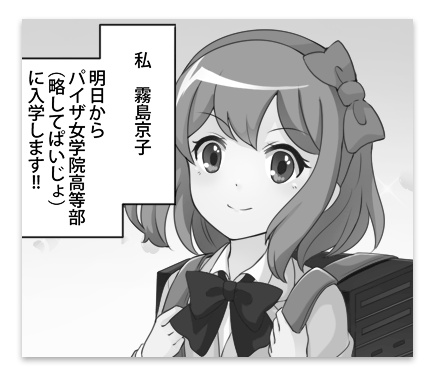 私　霧島京子
明日から
パイザ女学院高等部
（略してぱいじょ）
に入学します!!